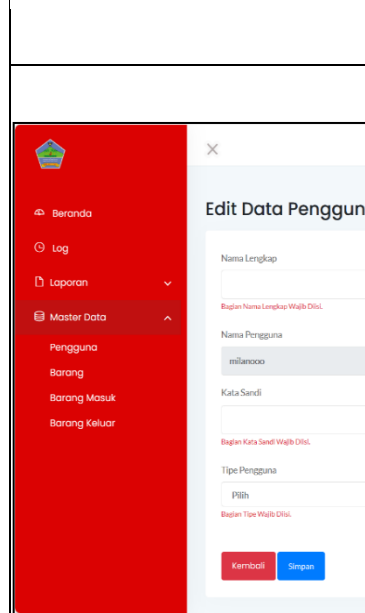 Beranda
Log
Laporan
Master Data
Pengguna
Barang
Barang Masuk
Barang Keluar
Edit Data Penggun
Nama Lengkap
Bagian Nama Lengkap Wajib Diisi.
Nama Pengguna
milanooo
Kata Sandi
Bagian Kata Sandi Wajib Diisi.
Tipe Pengguna
Pilih
Bagian Tipe Wajib Diisi.
Kembali Simpan